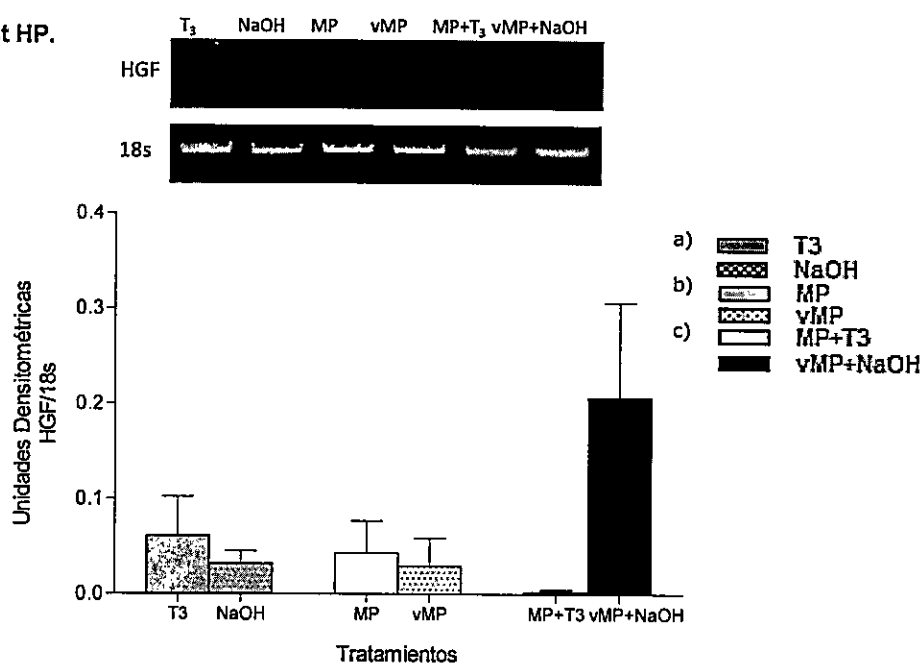 t HP.
T3 NaOH MP vMP MP+T3 vMP+NaOH
HGF
18s
0.4
0.3
0.2
0.1
0.0
Unidades Densitométricas
HGF/18s
a) T3
NaOH
b) MP
vMP
c) MP+T3
vMP+NaOH
T3 NaOH MP vMP MP+T3 vMP+NaOH
Tratamientos